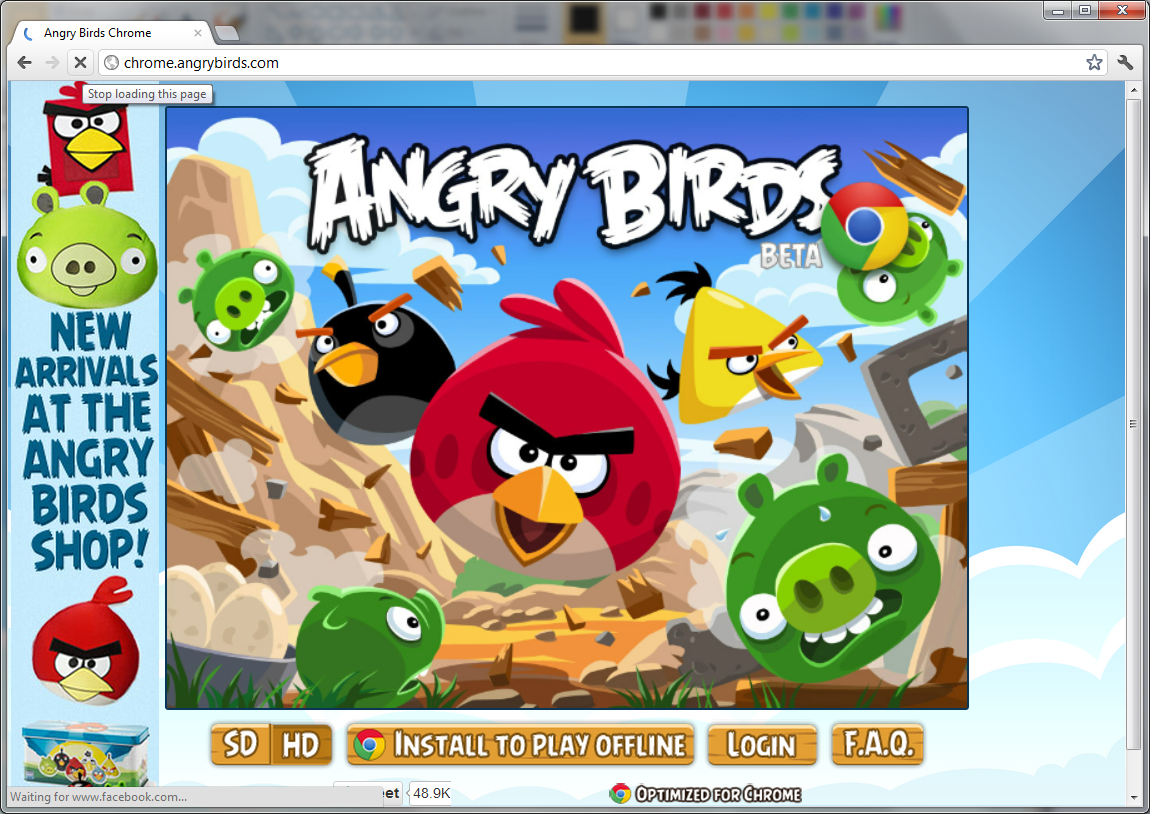 Angry Birds Chrome
chrome.angrybirds.com
Stop loading this page
ANGRY BIRDS
BETA
NEW
ARRIVALS
AT THE
ANGRY
BIRDS
SHOP!
SD HD
INSTALL TO PLAY OFFLINE
LOGIN
F.A.Q.
eet 48.9K
OPTIMIZED FOR CHROME
Waiting for www.facebook.com...